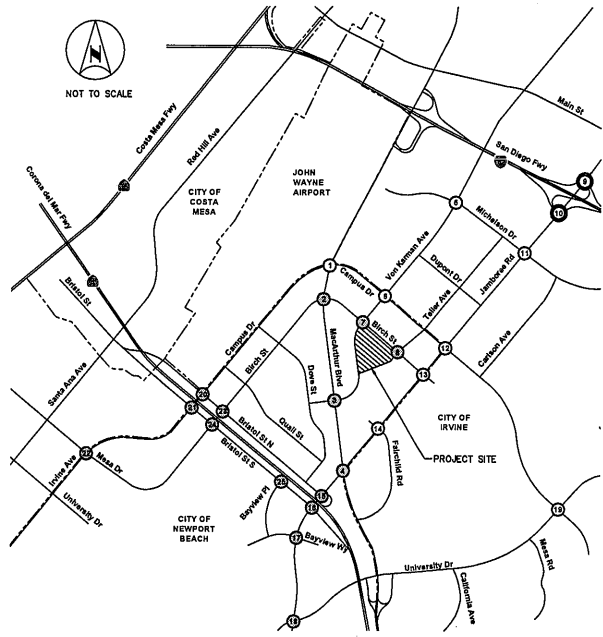 N
NOT TO SCALE
Costa Mesa Fwy
Red Hill Ave
Main St
San Diego Fwy
Corona del Mar Fwy
CITY OF
COSTA
MESA
JOHN
WAYNE
AIRPORT
9
10
6
Michelson Dr
11
Von Karman Ave
Dupont Dr
Teller Ave
Jamboree Rd
Carlson Ave
Bristol St
1
Campus Dr
5
2
7
Birch St
8
12
13
MacArthur Blvd
Campus Dr
Birch St
Dove St
3
Santa Ana Ave
20
21
23
24
Quail St
Bristol St N
Bristol St S
14
CITY OF
IRVINE
PROJECT SITE
Fairchild Rd
4
22
Mesa Dr
Irvine Ave
University Dr
25
15
16
Bayview Pl
CITY OF
NEWPORT
BEACH
17
Bayview Wy
19
University Dr
Mesa Rd
California Ave
18